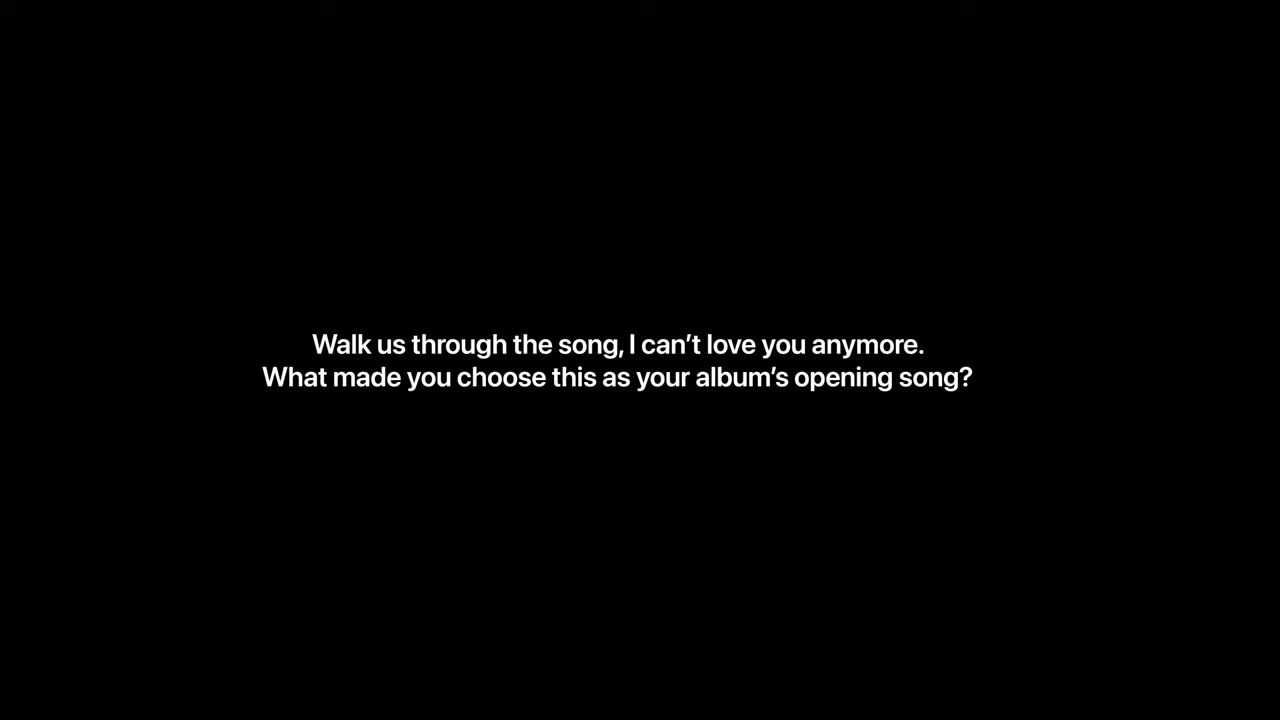 Walk us through the song, I can’t love you anymore.
What made you choose this as your album’s opening song?